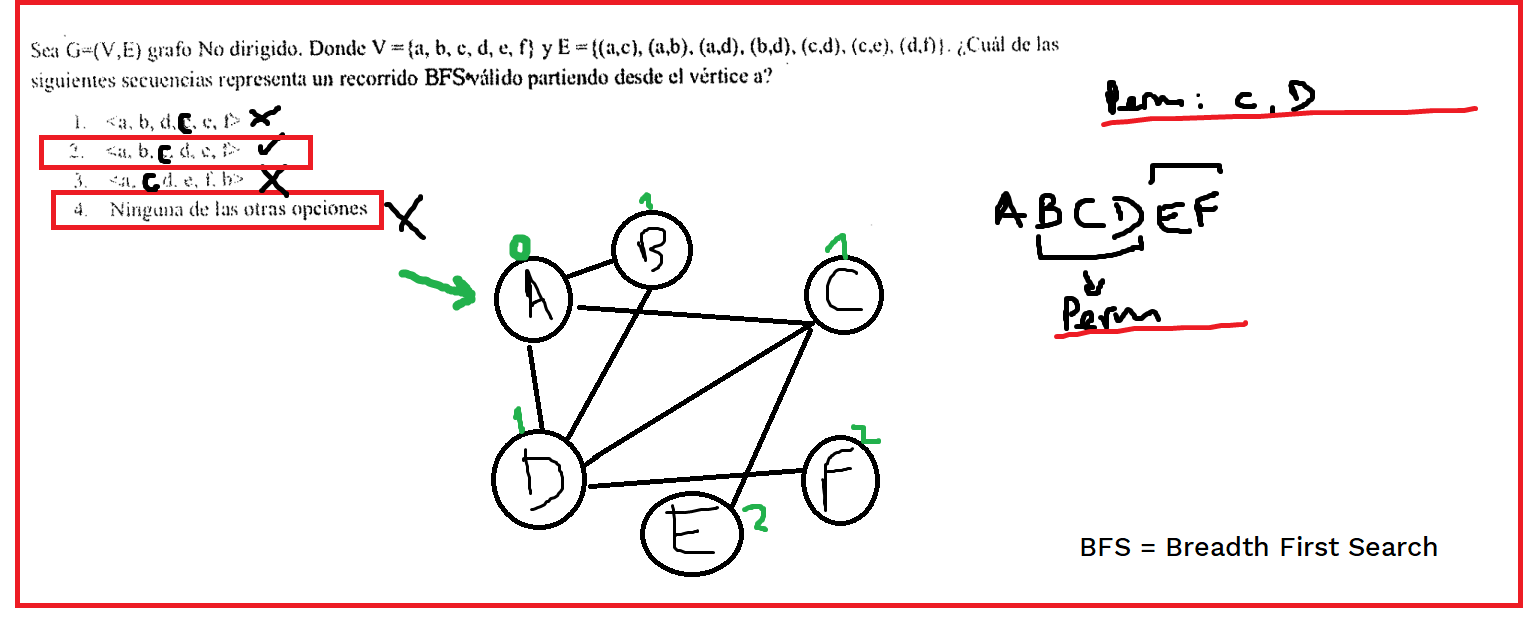 Sea G=(V,E) grafo No dirigido. Donde V = {a, b, c, d, e, f} y E = {(a,c), (a,b), (a,d), (b,d), (c,d), (c,e), (d,f)}. ¿Cuál de las
siguientes secuencias representa un recorrido BFS válido partiendo desde el vértice a?
1. <a, b, d, C, e, f> X
2. <a, b, C, d, e, f> ✓
3. <a, C, d, e, f, b> X
4. Ninguna de las otras opciones X
Perm: C, D
A B C D E F
Perm
0
1
1
A
B
C
1
2
D
F
E
2
BFS = Breadth First Search